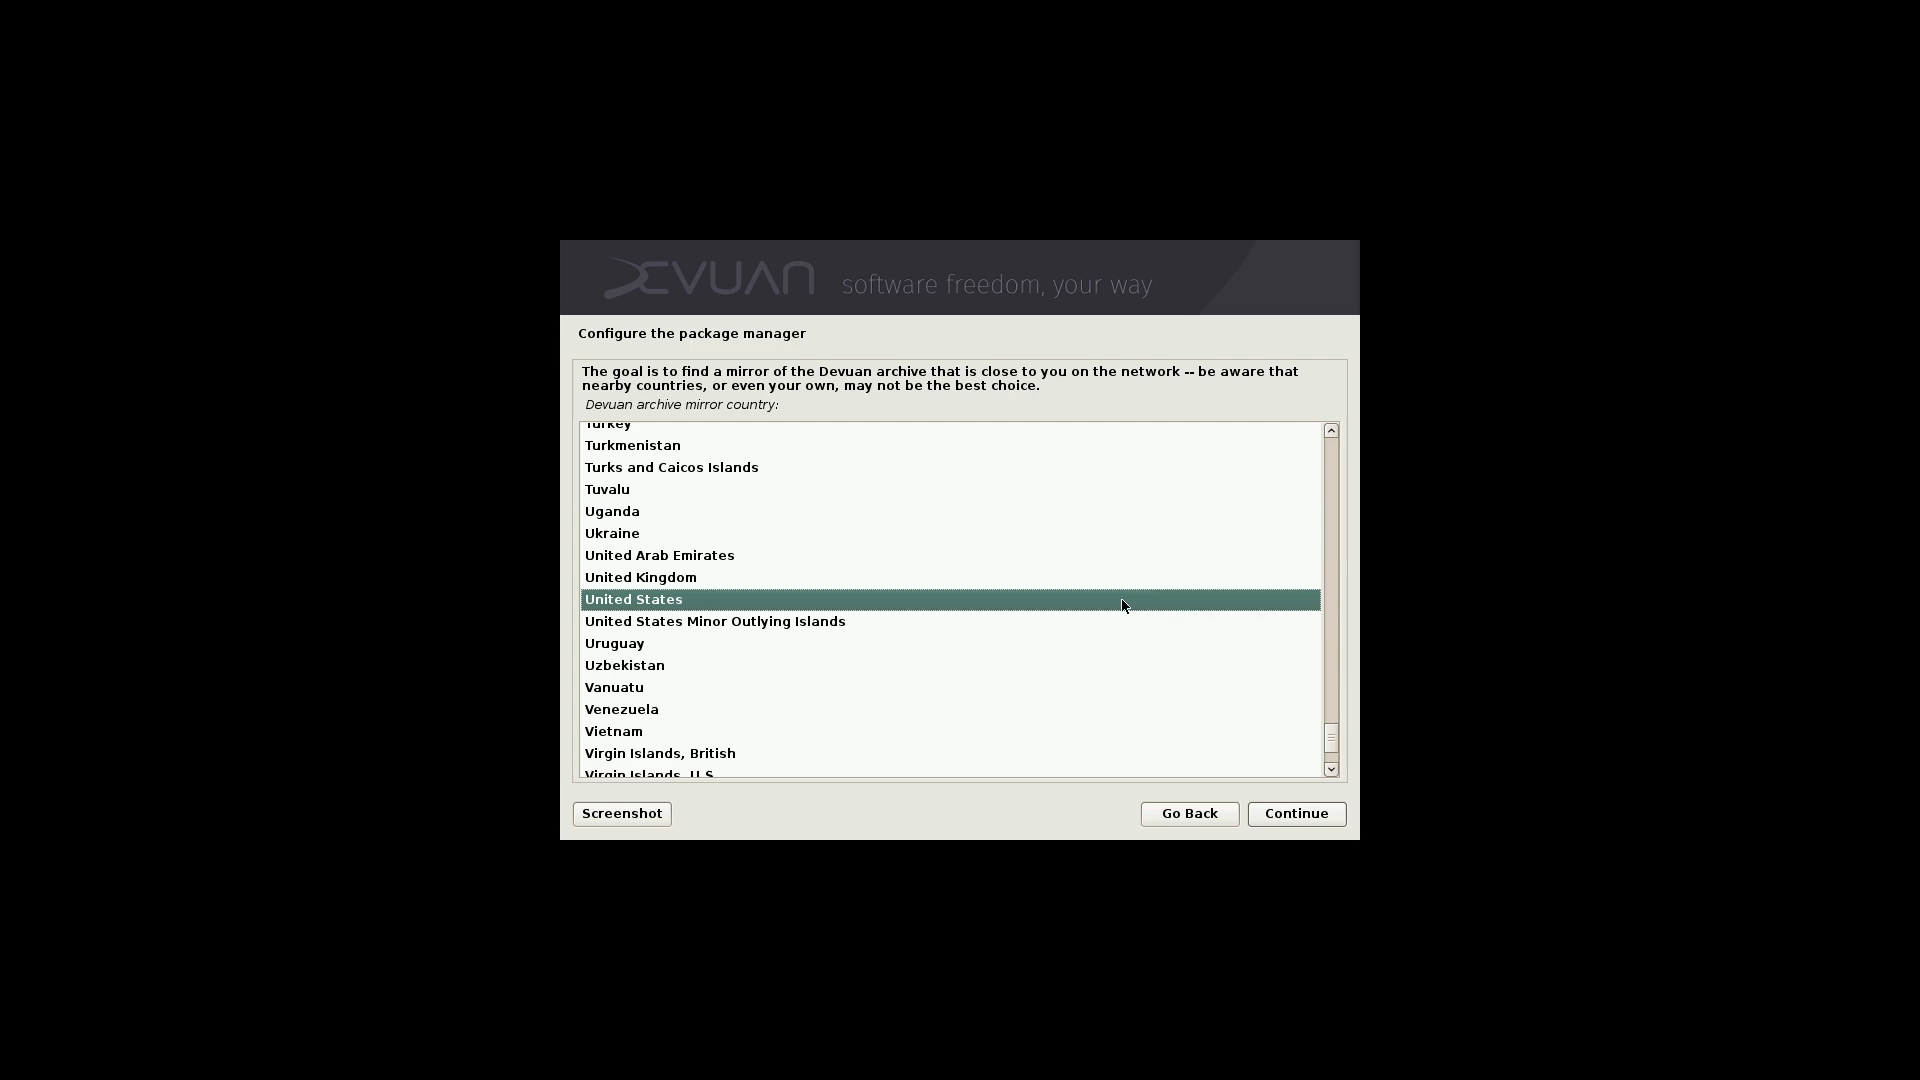 DEVUAN software freedom, your way
Configure the package manager
The goal is to find a mirror of the Devuan archive that is close to you on the network -- be aware that
nearby countries, or even your own, may not be the best choice.
Devuan archive mirror country:
Turkey
Turkmenistan
Turks and Caicos Islands
Tuvalu
Uganda
Ukraine
United Arab Emirates
United Kingdom
United States
United States Minor Outlying Islands
Uruguay
Uzbekistan
Vanuatu
Venezuela
Vietnam
Virgin Islands, British
Virgin Islands, U.S.
Screenshot Go Back Continue